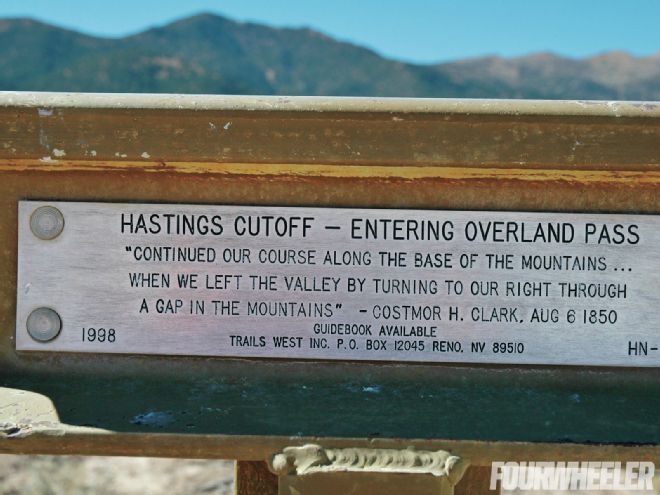 HASTINGS CUTOFF – ENTERING OVERLAND PASS
"CONTINUED OUR COURSE ALONG THE BASE OF THE MOUNTAINS ...
WHEN WE LEFT THE VALLEY BY TURNING TO OUR RIGHT THROUGH
A GAP IN THE MOUNTAINS" – COSTMOR H. CLARK, AUG 6 1850
GUIDEBOOK AVAILABLE
1998 TRAILS WEST INC. P.O. BOX 12045 RENO, NV 89510 HN-
FOURWHEELER